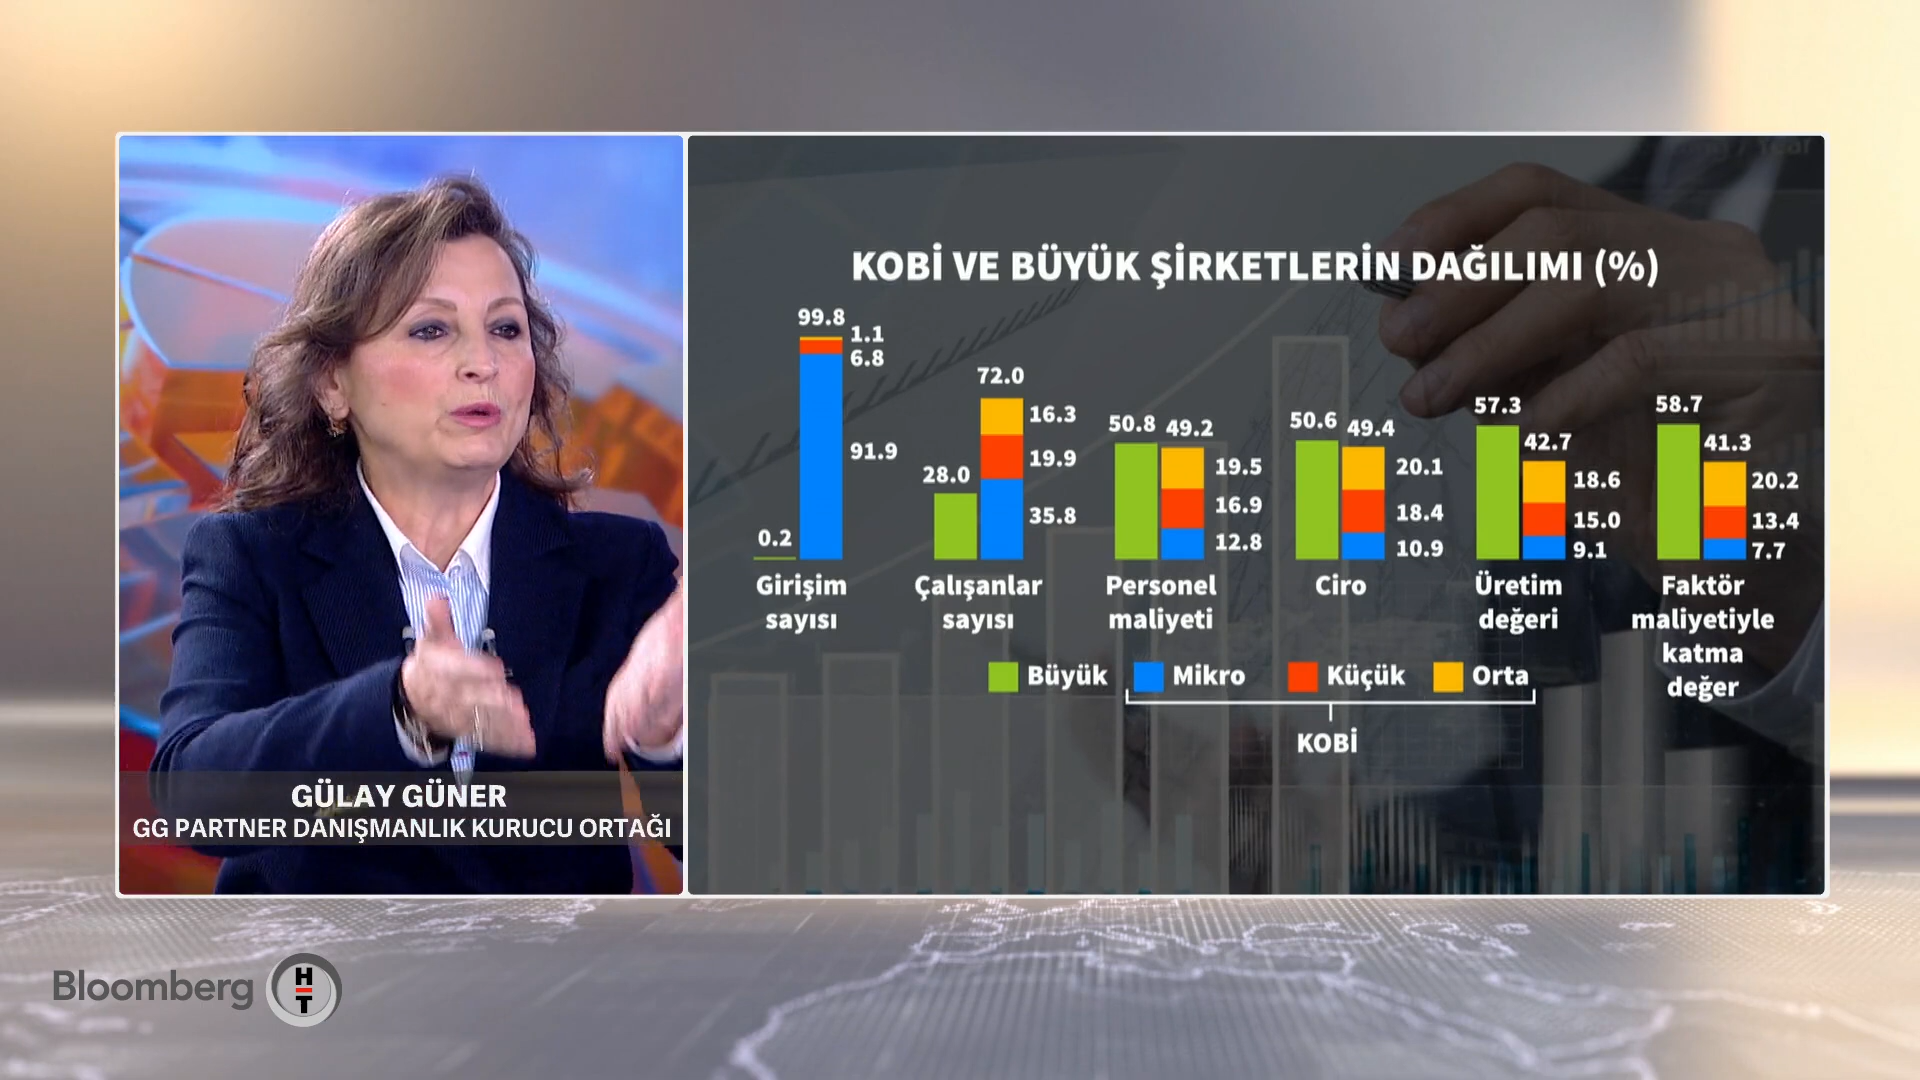 KOBİ VE BÜYÜK ŞİRKETLERİN DAĞILIMI (%)
99.8
1.1
6.8
91.9
0.2
Girişim
sayısı
72.0
16.3
19.9
35.8
28.0
Çalışanlar
sayısı
50.8
49.2
19.5
16.9
12.8
Personel
maliyeti
50.6
49.4
20.1
18.4
10.9
Ciro
57.3
42.7
18.6
15.0
9.1
Üretim
değeri
58.7
41.3
20.2
13.4
7.7
Faktör
maliyetiyle
katma
değer
Büyük
Mikro
Küçük
Orta
KOBİ
GÜLAY GÜNER
GG PARTNER DANIŞMANLIK KURUCU ORTAĞI
Bloomberg HT